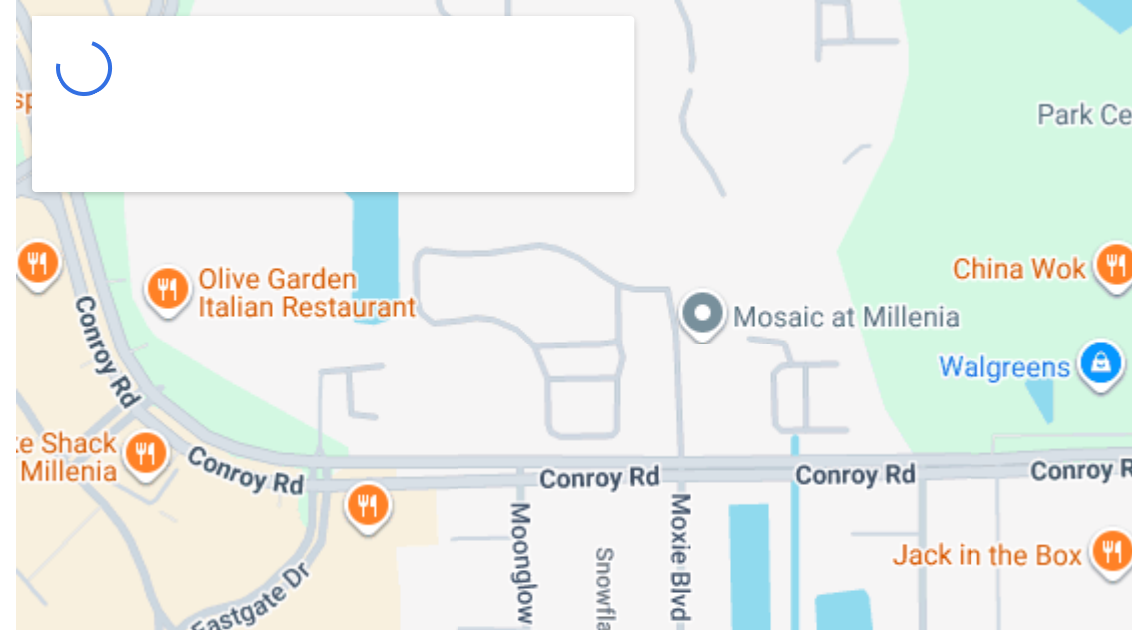 sp
Park Ce
China Wok
Olive Garden
Italian Restaurant
Mosaic at Millenia
Conroy Rd
Walgreens
e Shack
Millenia
Conroy Rd
Conroy Rd
Conroy Rd
Conroy R
Moonglow
Moxie Blvd
Snowfla
Jack in the Box
Eastgate Dr